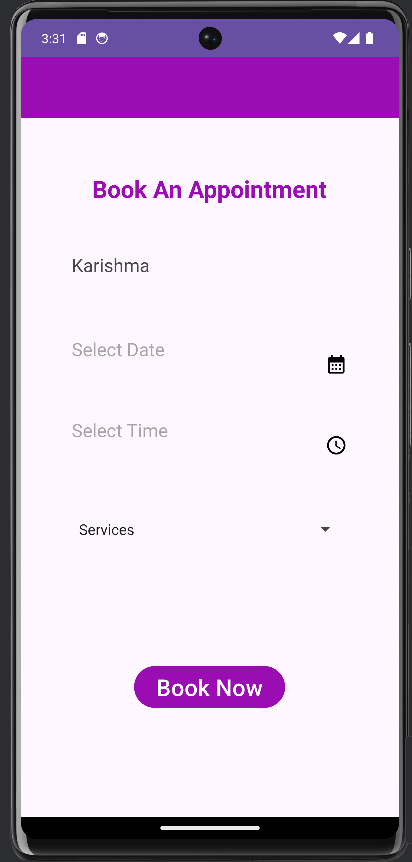 3:31
Book An Appointment
Karishma
Select Date
Select Time
Services
Book Now